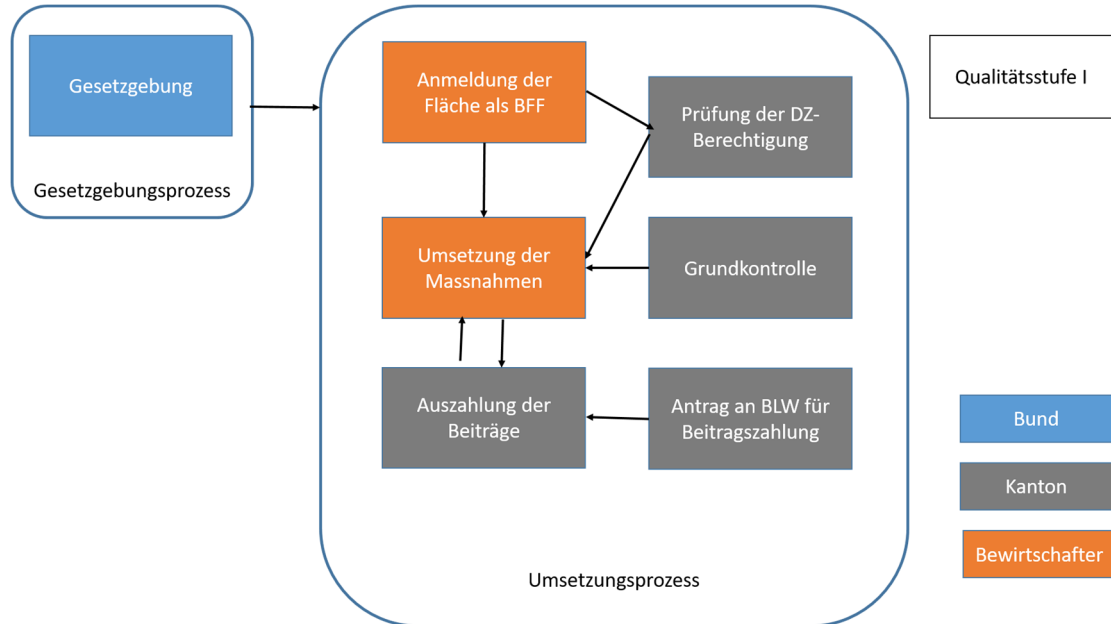 Gesetzgebung
Gesetzgebungsprozess
Anmeldung der
Fläche als BFF
Prüfung der DZ-
Berechtigung
Umsetzung der
Massnahmen
Grundkontrolle
Auszahlung der
Beiträge
Antrag an BLW für
Beitragszahlung
Umsetzungsprozess
Qualitätsstufe I
Bund
Kanton
Bewirtschafter